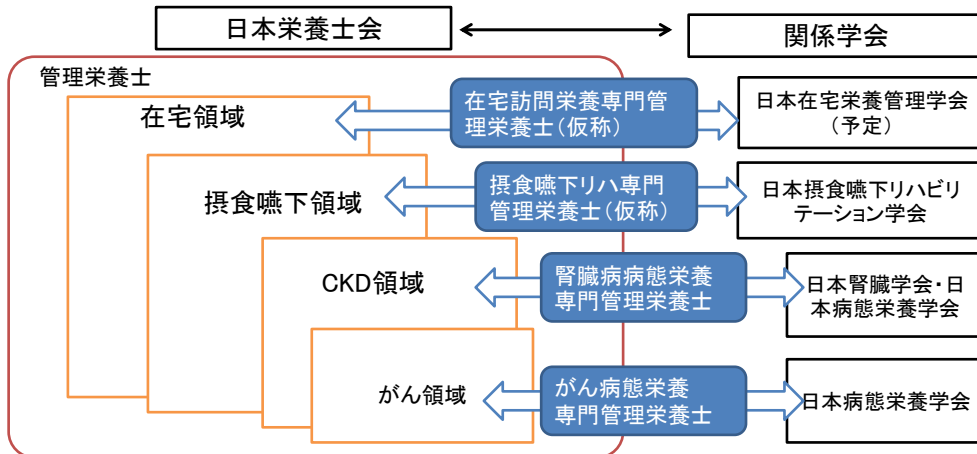 日本栄養士会
関係学会
管理栄養士
在宅領域
在宅訪問栄養専門管
理栄養士(仮称)
日本在宅栄養管理学会
(予定)
摂食嚥下領域
摂食嚥下リハ専門
管理栄養士(仮称)
日本摂食嚥下リハビリ
テーション学会
CKD領域
腎臓病病態栄養
専門管理栄養士
日本腎臓学会・日
本病態栄養学会
がん領域
がん病態栄養
専門管理栄養士
日本病態栄養学会